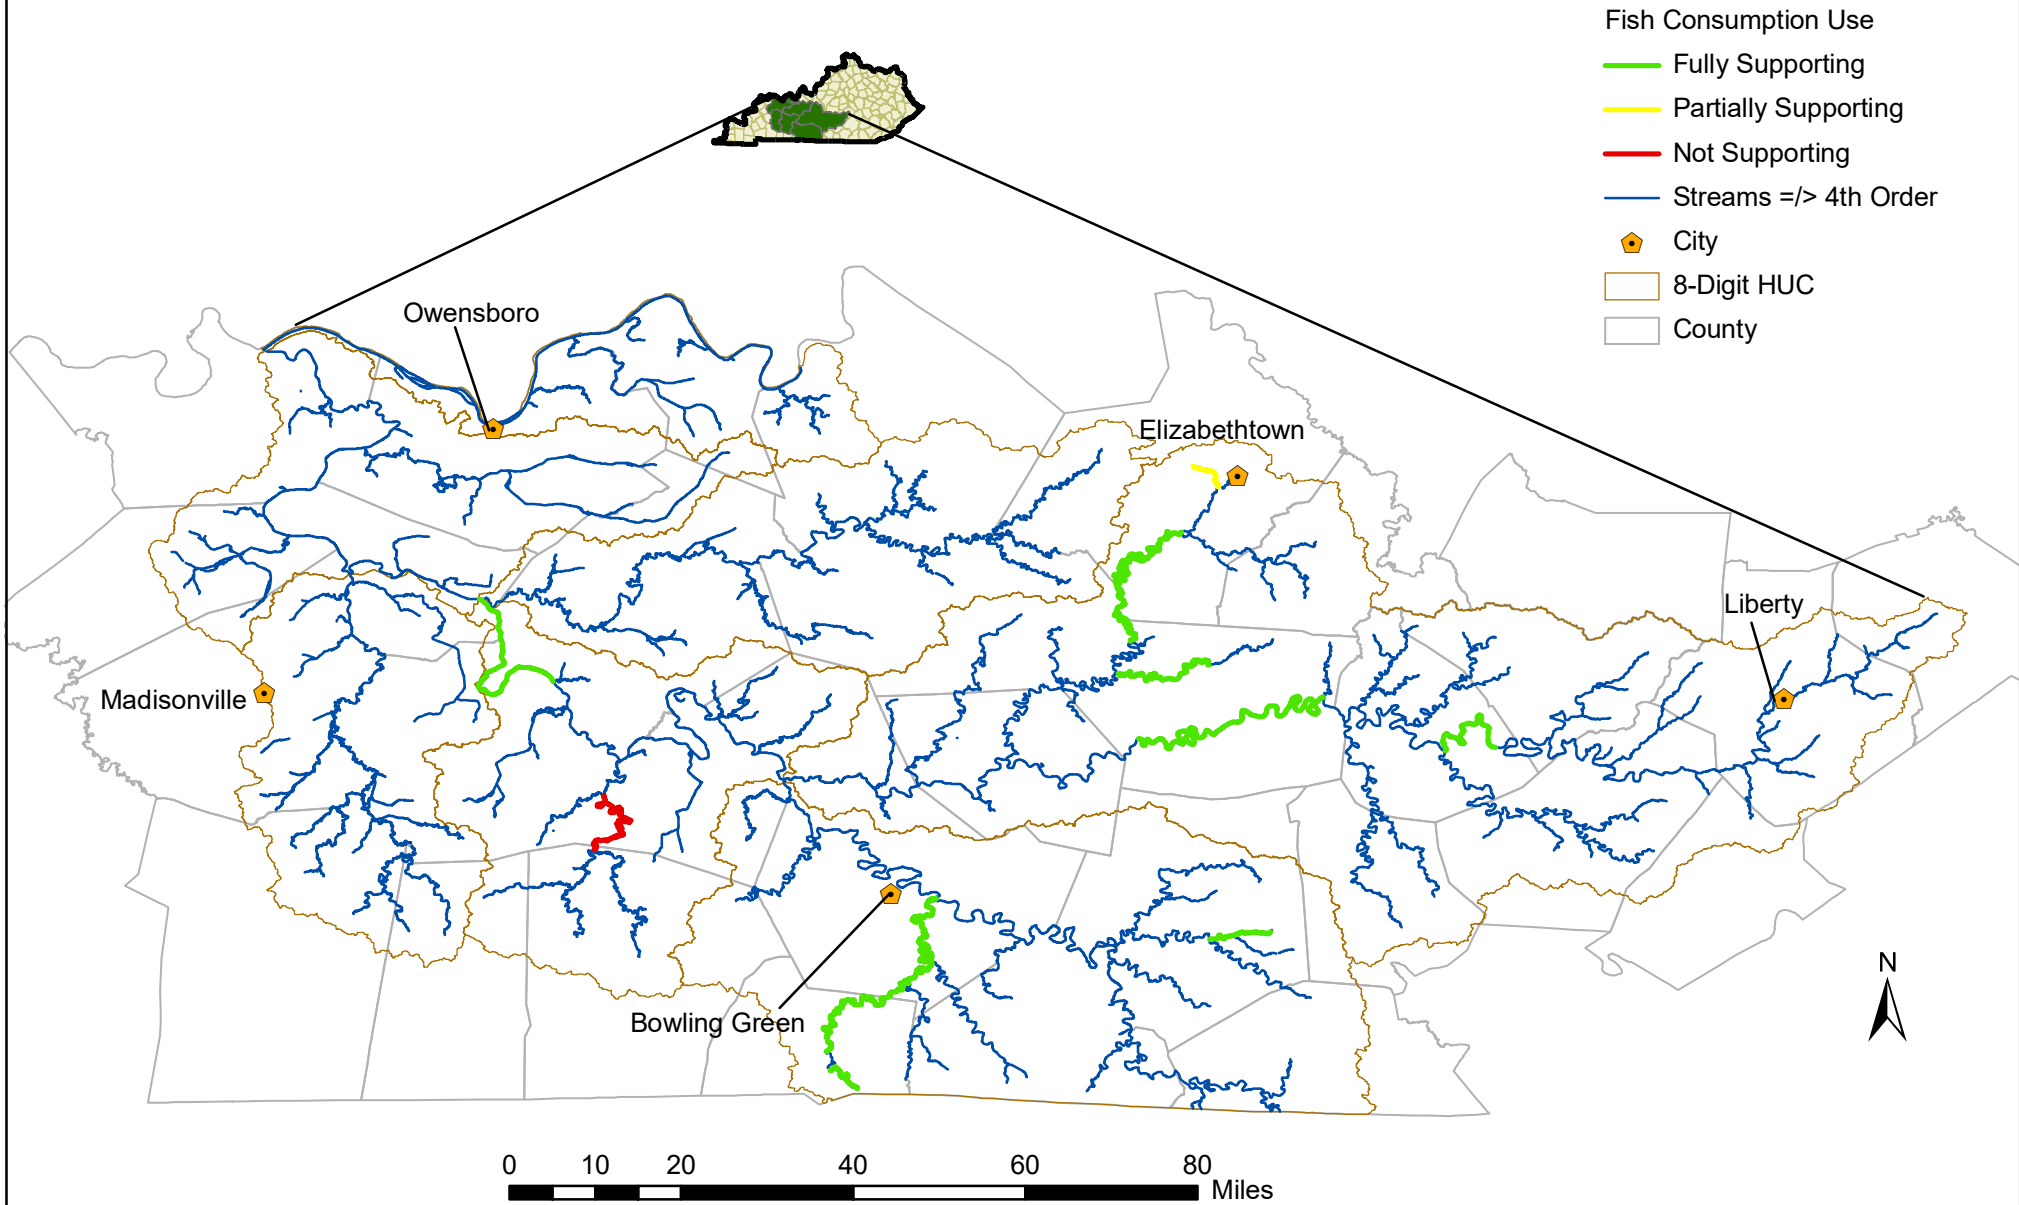 Fish Consumption Use
Fully Supporting
Partially Supporting
Not Supporting
Streams =/> 4th Order
City
8-Digit HUC
County
Owensboro
Elizabethtown
Liberty
Madisonville
Bowling Green
N
0 10 20 40 60 80
Miles